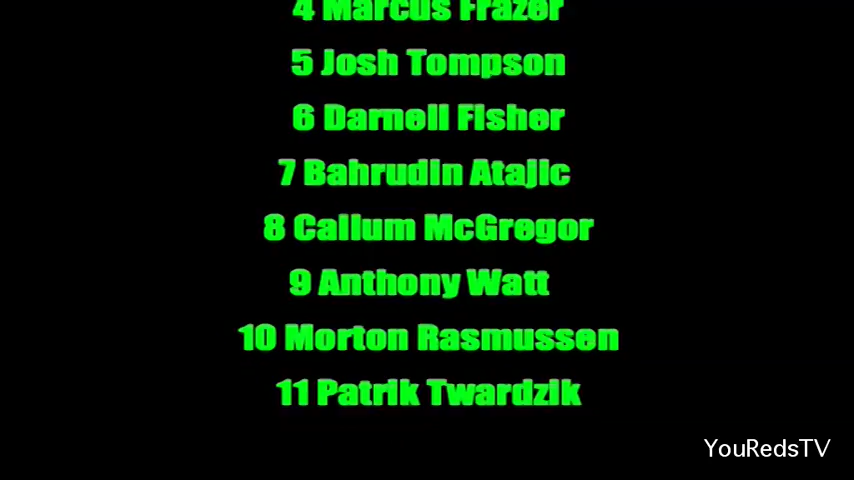 4 Marcus Frazer
5 Josh Tompson
6 Darnell Fisher
7 Bahrudin Atajic
8 Callum McGregor
9 Anthony Watt
10 Morton Rasmussen
11 Patrik Twardzik
YouRedsTV